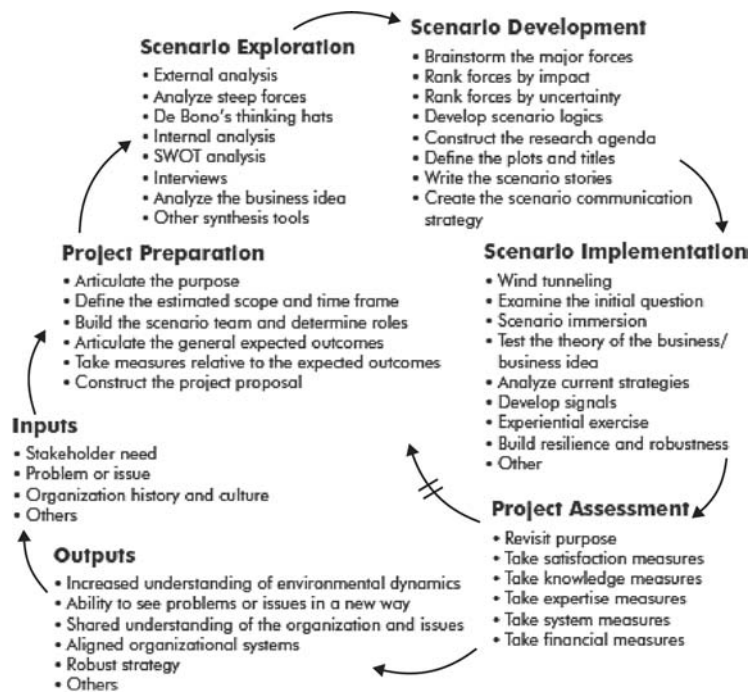 Scenario Exploration
• External analysis
• Analyze steep forces
• De Bono's thinking hats
• Internal analysis
• SWOT analysis
• Interviews
• Analyze the business idea
• Other synthesis tools
Scenario Development
• Brainstorm the major forces
• Rank forces by impact
• Rank forces by uncertainty
• Develop scenario logics
• Construct the research agenda
• Define the plots and titles
• Write the scenario stories
• Create the scenario communication
strategy
Scenario Implementation
• Wind tunneling
• Examine the initial question
• Scenario immersion
• Test the theory of the business/
business idea
• Analyze current strategies
• Develop signals
• Experiential exercise
• Build resilience and robustness
• Other
Project Assessment
• Revisit purpose
• Take satisfaction measures
• Take knowledge measures
• Take expertise measures
• Take system measures
• Take financial measures
Outputs
• Increased understanding of environmental dynamics
• Ability to see problems or issues in a new way
• Shared understanding of the organization and issues
• Aligned organizational systems
• Robust strategy
• Others
Inputs
• Stakeholder need
• Problem or issue
• Organization history and culture
• Others
Project Preparation
• Articulate the purpose
• Define the estimated scope and time frame
• Build the scenario team and determine roles
• Articulate the general expected outcomes
• Take measures relative to the expected outcomes
• Construct the project proposal